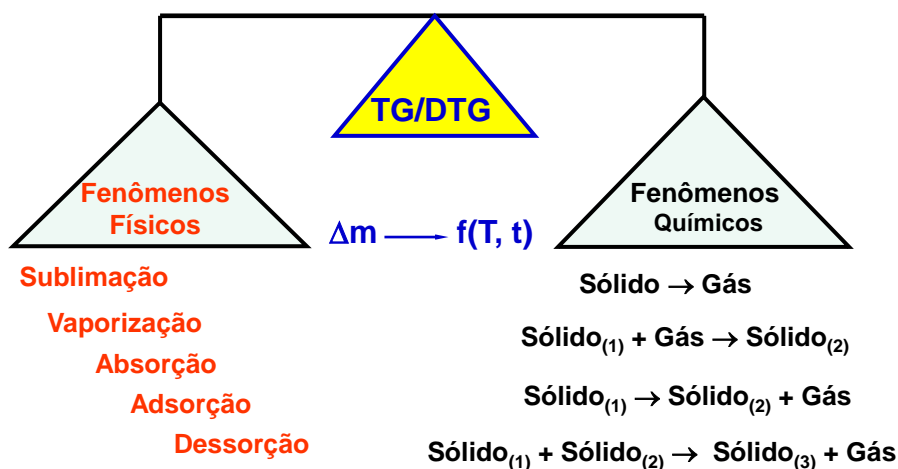 TG/DTG
Fenômenos
Físicos
Δm → f(T, t)
Fenômenos
Químicos
Sublimação
Vaporização
Absorção
Adsorção
Dessorção
Sólido → Gás
Sólido(1) + Gás → Sólido(2)
Sólido(1) → Sólido(2) + Gás
Sólido(1) + Sólido(2) → Sólido(3) + Gás